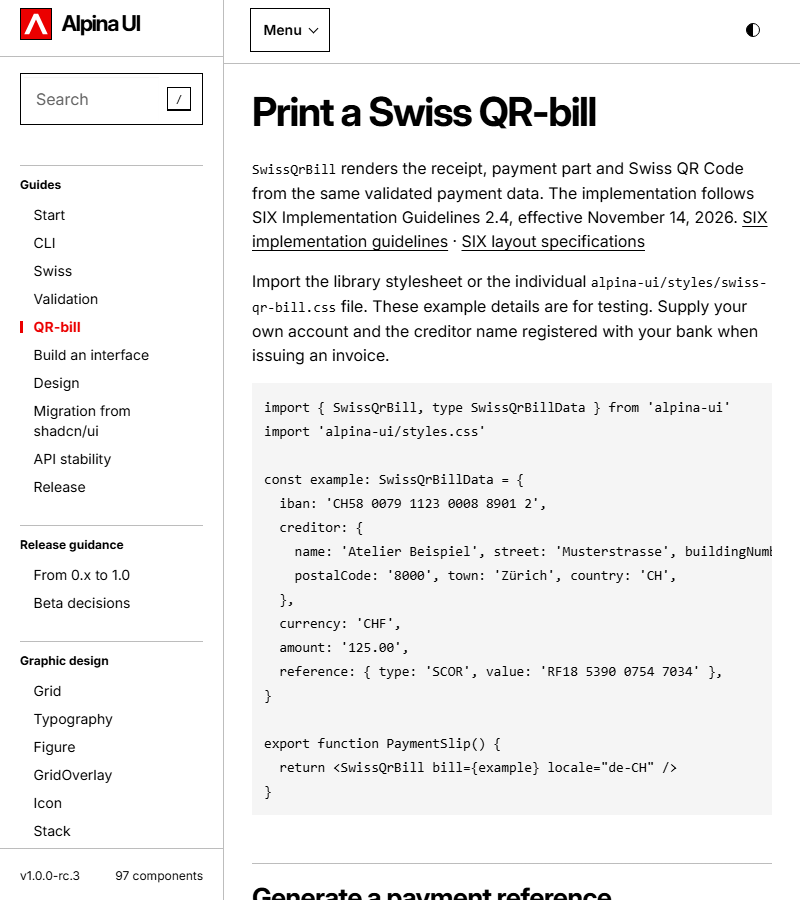 Alpina UI
Menu
Search
/
Guides
Start
CLI
Swiss
Validation
QR-bill
Build an interface
Design
Migration from
shadcn/ui
API stability
Release
Release guidance
From 0.x to 1.0
Beta decisions
Graphic design
Grid
Typography
Figure
GridOverlay
Icon
Stack
v1.0.0-rc.3
97 components
Print a Swiss QR-bill
SwissQrBill renders the receipt, payment part and Swiss QR Code
from the same validated payment data. The implementation follows
SIX Implementation Guidelines 2.4, effective November 14, 2026. SIX
implementation guidelines · SIX layout specifications
Import the library stylesheet or the individual alpina-ui/styles/swiss-
qr-bill.css file. These example details are for testing. Supply your
own account and the creditor name registered with your bank when
issuing an invoice.
import { SwissQrBill, type SwissQrBillData } from 'alpina-ui'
import 'alpina-ui/styles.css'
const example: SwissQrBillData = {
iban: 'CH58 0079 1123 0008 8901 2',
creditor: {
name: 'Atelier Beispiel', street: 'Musterstrasse', buildingNumb
postalCode: '8000', town: 'Zürich', country: 'CH',
},
currency: 'CHF',
amount: '125.00',
reference: { type: 'SCOR', value: 'RF18 5390 0754 7034' },
}
export function PaymentSlip() {
return <SwissQrBill bill={example} locale="de-CH" />
}
Generate a payment reference